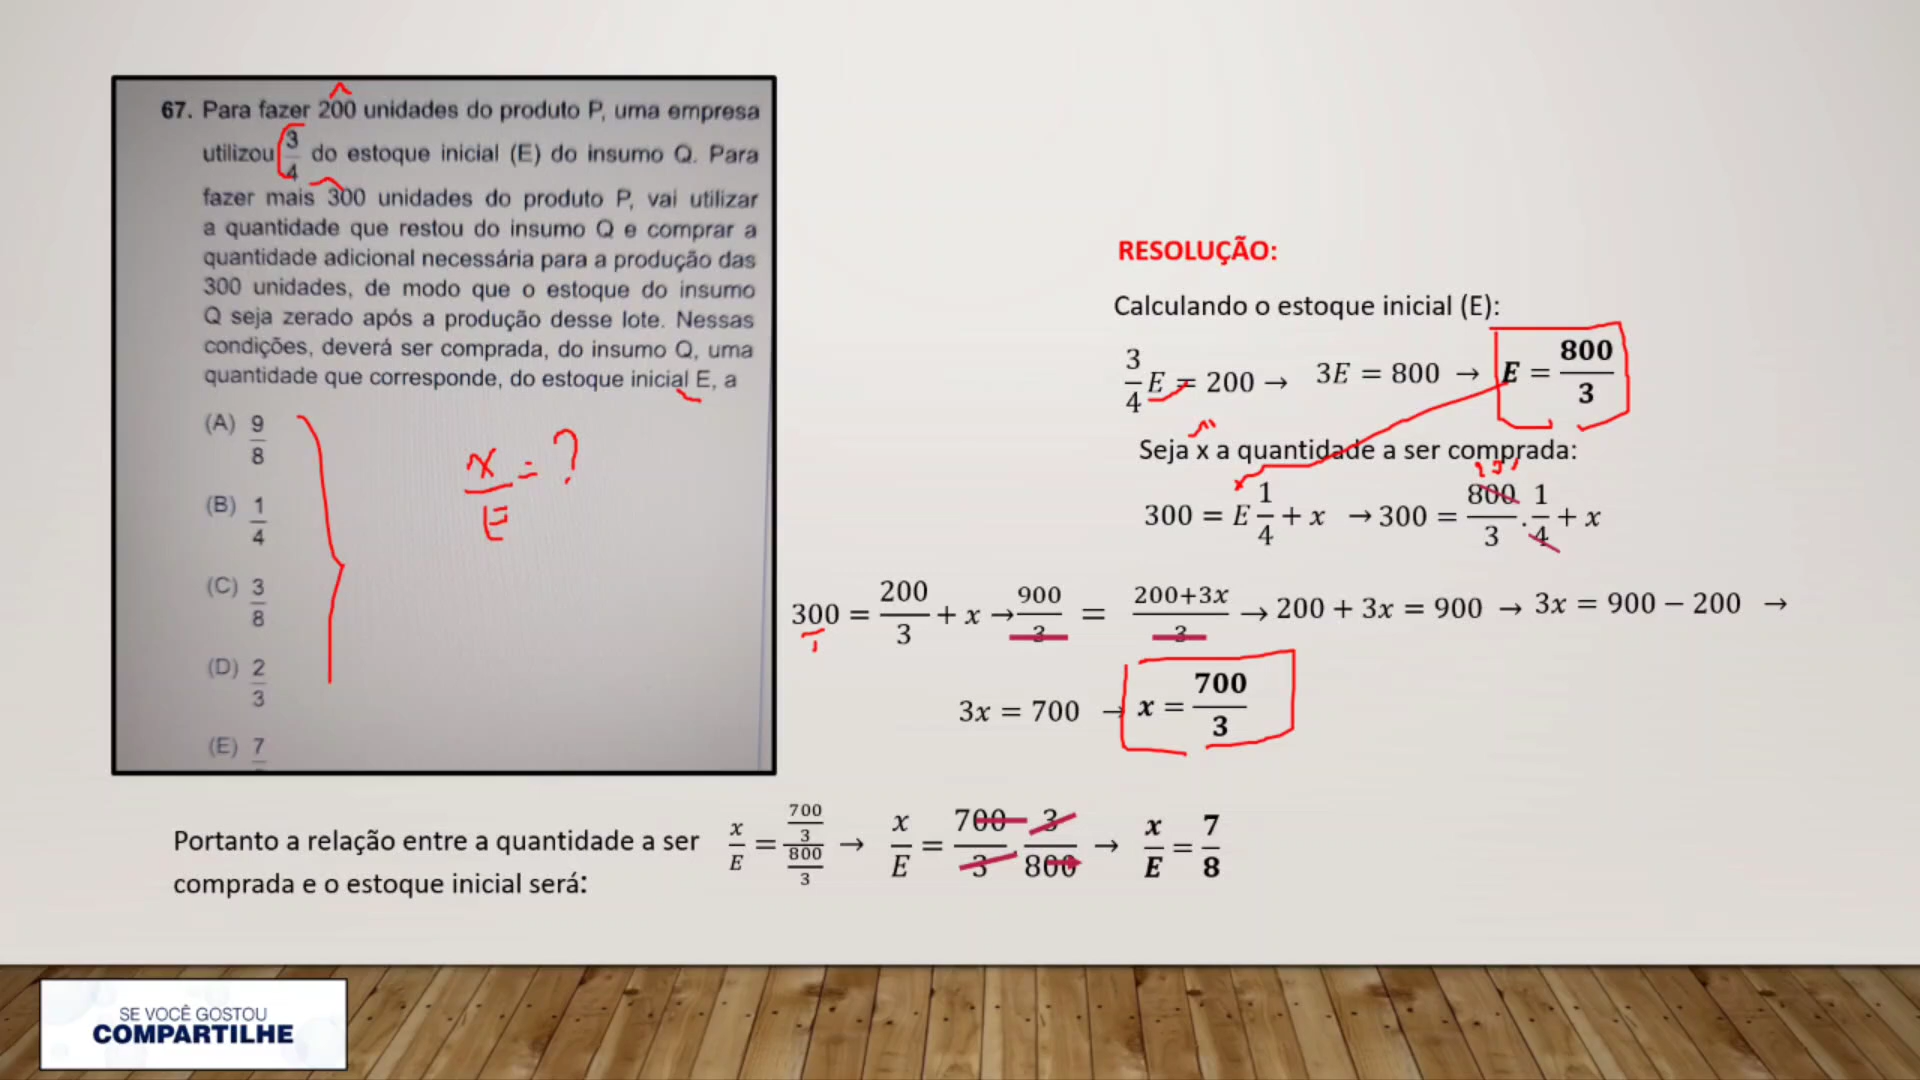 67. Para fazer 200 unidades do produto P, uma empresa
utilizou 3/4 do estoque inicial (E) do insumo Q. Para
fazer mais 300 unidades do produto P, vai utilizar
a quantidade que restou do insumo Q e comprar a
quantidade adicional necessária para a produção das
300 unidades, de modo que o estoque do insumo
Q seja zerado após a produção desse lote. Nessas
condições, deverá ser comprada, do insumo Q, uma
quantidade que corresponde, do estoque inicial E, a
(A) 9/8
(B) 1/4
(C) 3/8
(D) 2/3
(E) 7
x/E = ?
RESOLUÇÃO:
Calculando o estoque inicial (E):
3/4 E = 200 → 3E = 800 → E = 800/3
Seja x a quantidade a ser comprada:
300 = E 1/4 + x → 300 = 800/3 . 1/4 + x
300 = 200/3 + x → 900/3 = 200+3x/3 → 200 + 3x = 900 → 3x = 900 − 200 →
3x = 700 → x = 700/3
Portanto a relação entre a quantidade a ser
comprada e o estoque inicial será:
x/E = 700/3 / 800/3 → x/E = 700/3 . 3/800 → x/E = 7/8
SE VOCÊ GOSTOU
COMPARTILHE